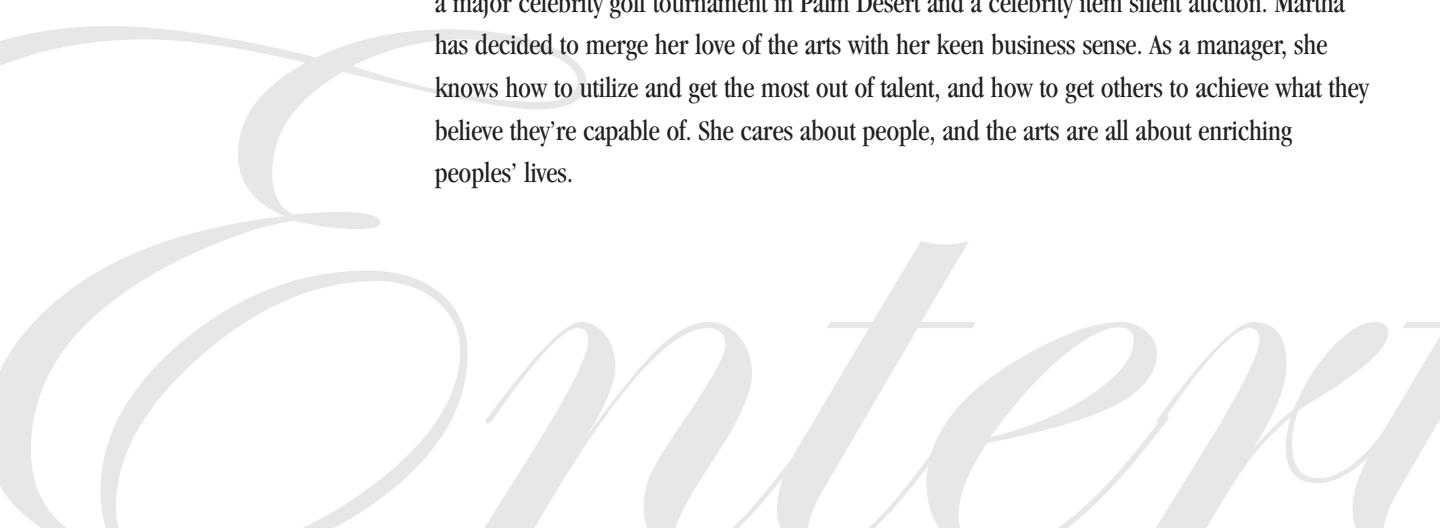 a major celebrity golf tournament in Palm Desert and a celebrity item silent auction. Martha
has decided to merge her love of the arts with her keen business sense. As a manager, she
knows how to utilize and get the most out of talent, and how to get others to achieve what they
believe they’re capable of. She cares about people, and the arts are all about enriching
peoples’ lives.
Entert